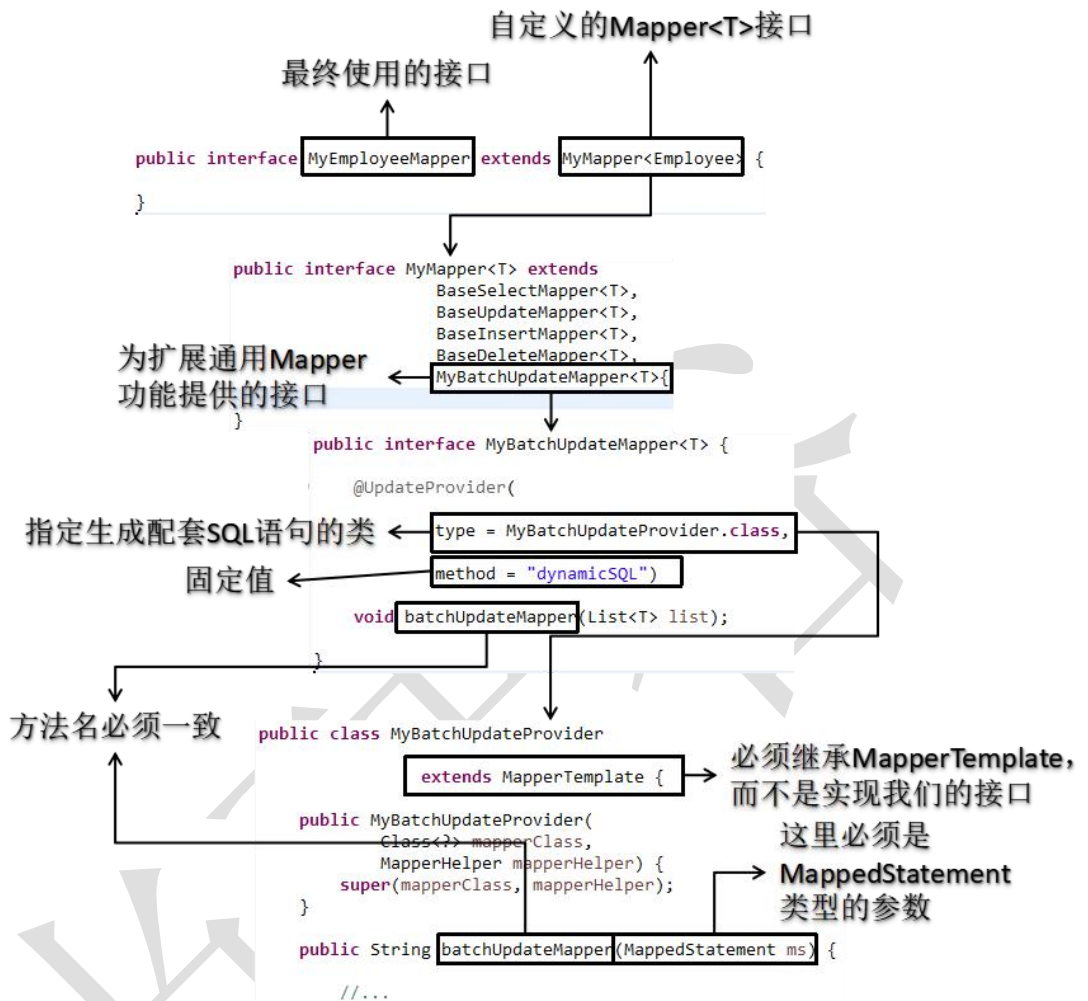 自定义的Mapper<T>接口
最终使用的接口
public interface MyEmployeeMapper extends MyMapper<Employee> {
}
public interface MyMapper<T> extends
BaseSelectMapper<T>,
BaseUpdateMapper<T>,
BaseInsertMapper<T>,
BaseDeleteMapper<T>,
为扩展通用Mapper
功能提供的接口
MyBatchUpdateMapper<T>{
}
public interface MyBatchUpdateMapper<T> {
@UpdateProvider(
指定生成配套SQL语句的类
type = MyBatchUpdateProvider.class,
固定值
method = "dynamicSQL")
void batchUpdateMapper(List<T> list);
}
方法名必须一致
public class MyBatchUpdateProvider
extends MapperTemplate {
必须继承MapperTemplate，
而不是实现我们的接口
public MyBatchUpdateProvider(
Class<?> mapperClass,
MapperHelper mapperHelper) {
super(mapperClass, mapperHelper);
}
这里必须是
MappedStatement
类型的参数
public String batchUpdateMapper(MappedStatement ms) {
//...